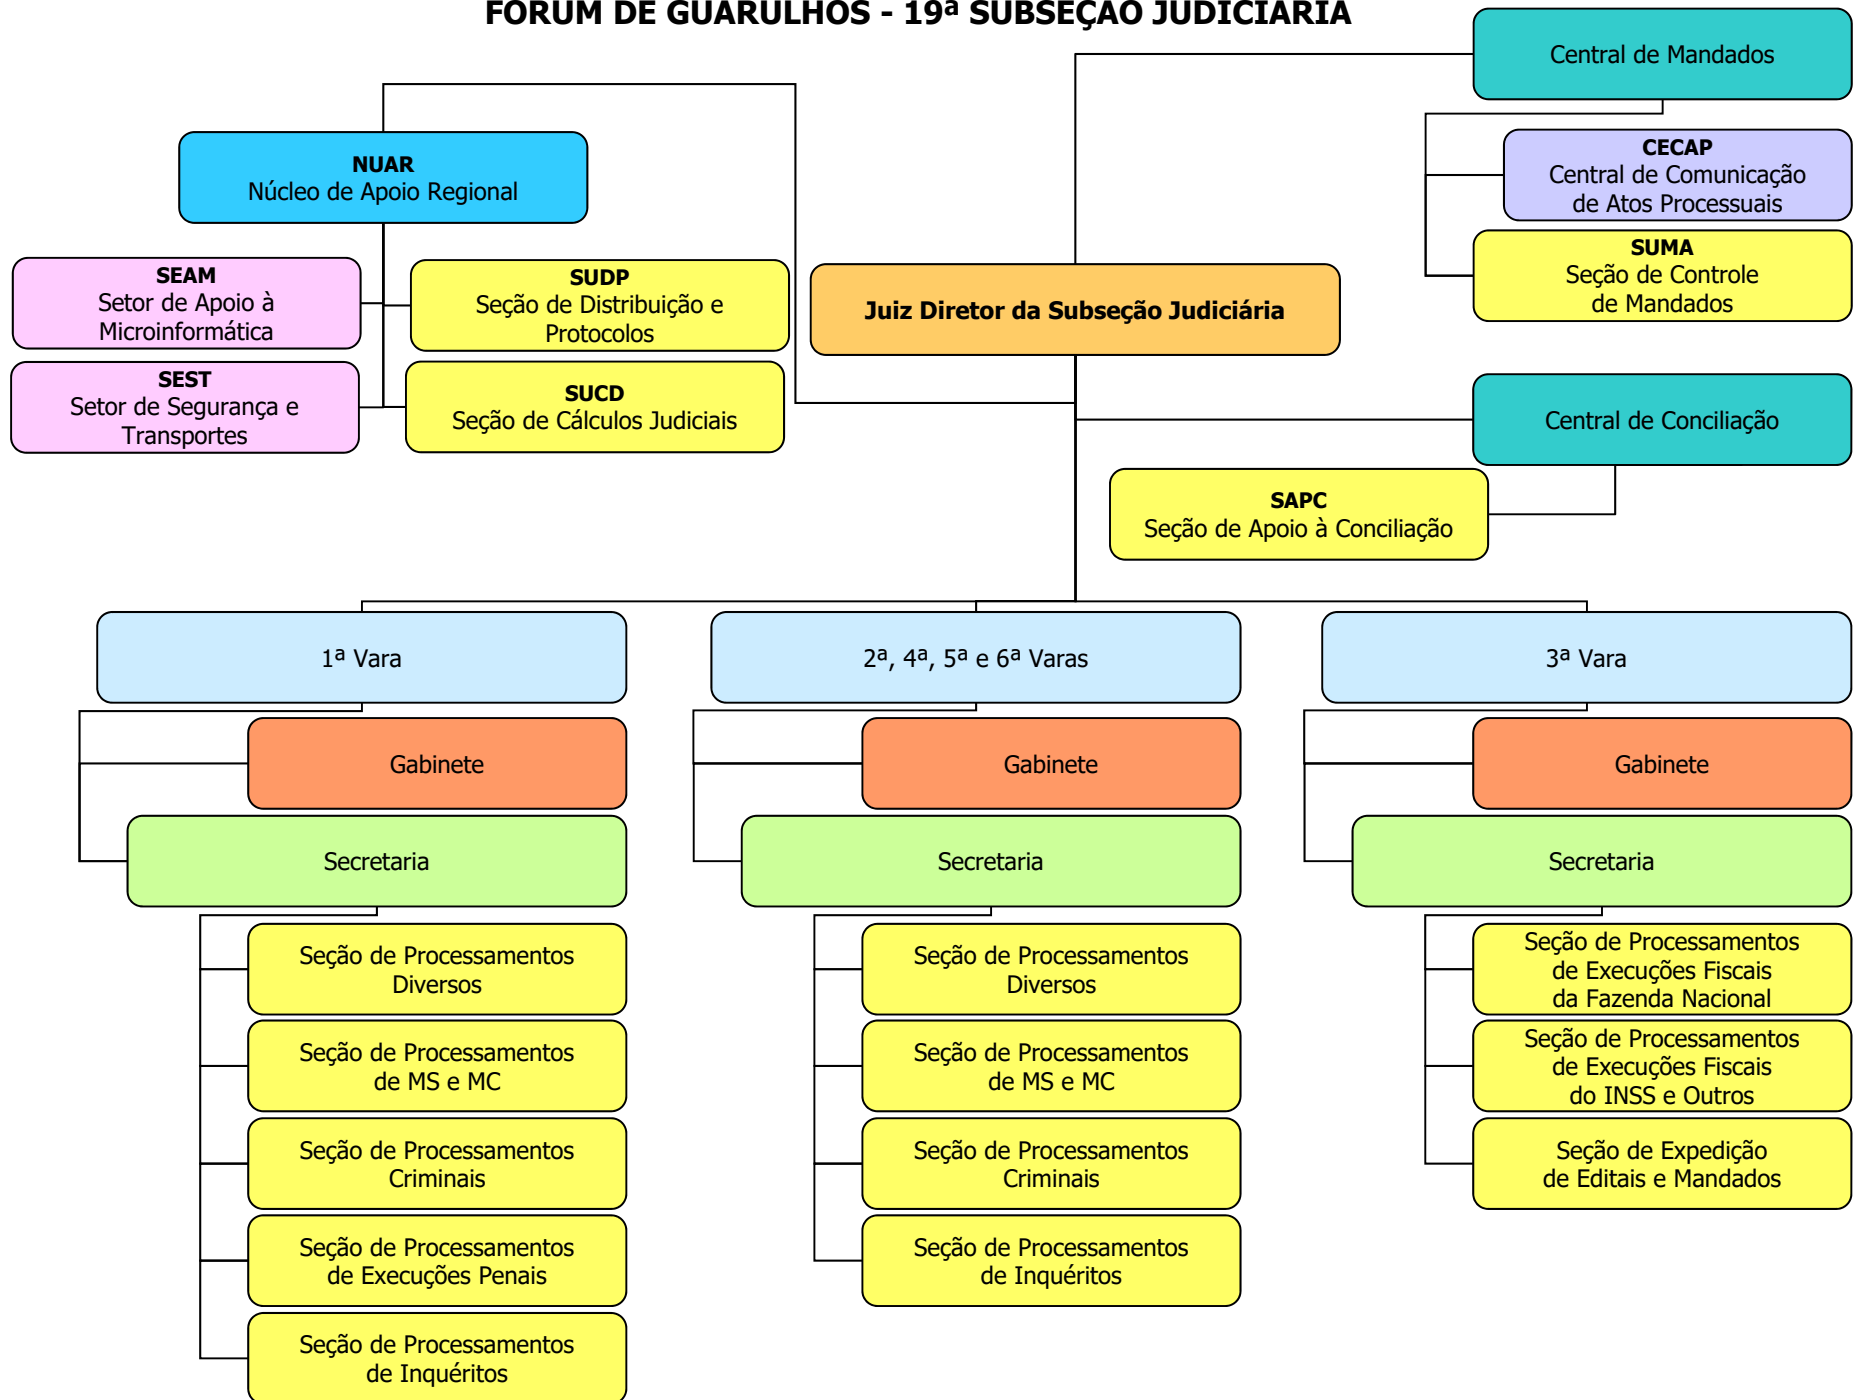 FÓRUM DE GUARULHOS - 19ª SUBSEÇÃO JUDICIÁRIA
Central de Mandados
CECAP
Central de Comunicação
de Atos Processuais
SUMA
Seção de Controle
de Mandados
NUAR
Núcleo de Apoio Regional
SEAM
Setor de Apoio à
Microinformática
SUDP
Seção de Distribuição e
Protocolos
SEST
Setor de Segurança e
Transportes
SUCD
Seção de Cálculos Judiciais
Juiz Diretor da Subseção Judiciária
Central de Conciliação
SAPC
Seção de Apoio à Conciliação
1ª Vara
Gabinete
Secretaria
Seção de Processamentos
Diversos
Seção de Processamentos
de MS e MC
Seção de Processamentos
Criminais
Seção de Processamentos
de Execuções Penais
Seção de Processamentos
de Inquéritos
2ª, 4ª, 5ª e 6ª Varas
Gabinete
Secretaria
Seção de Processamentos
Diversos
Seção de Processamentos
de MS e MC
Seção de Processamentos
Criminais
Seção de Processamentos
de Inquéritos
3ª Vara
Gabinete
Secretaria
Seção de Processamentos
de Execuções Fiscais
da Fazenda Nacional
Seção de Processamentos
de Execuções Fiscais
do INSS e Outros
Seção de Expedição
de Editais e Mandados